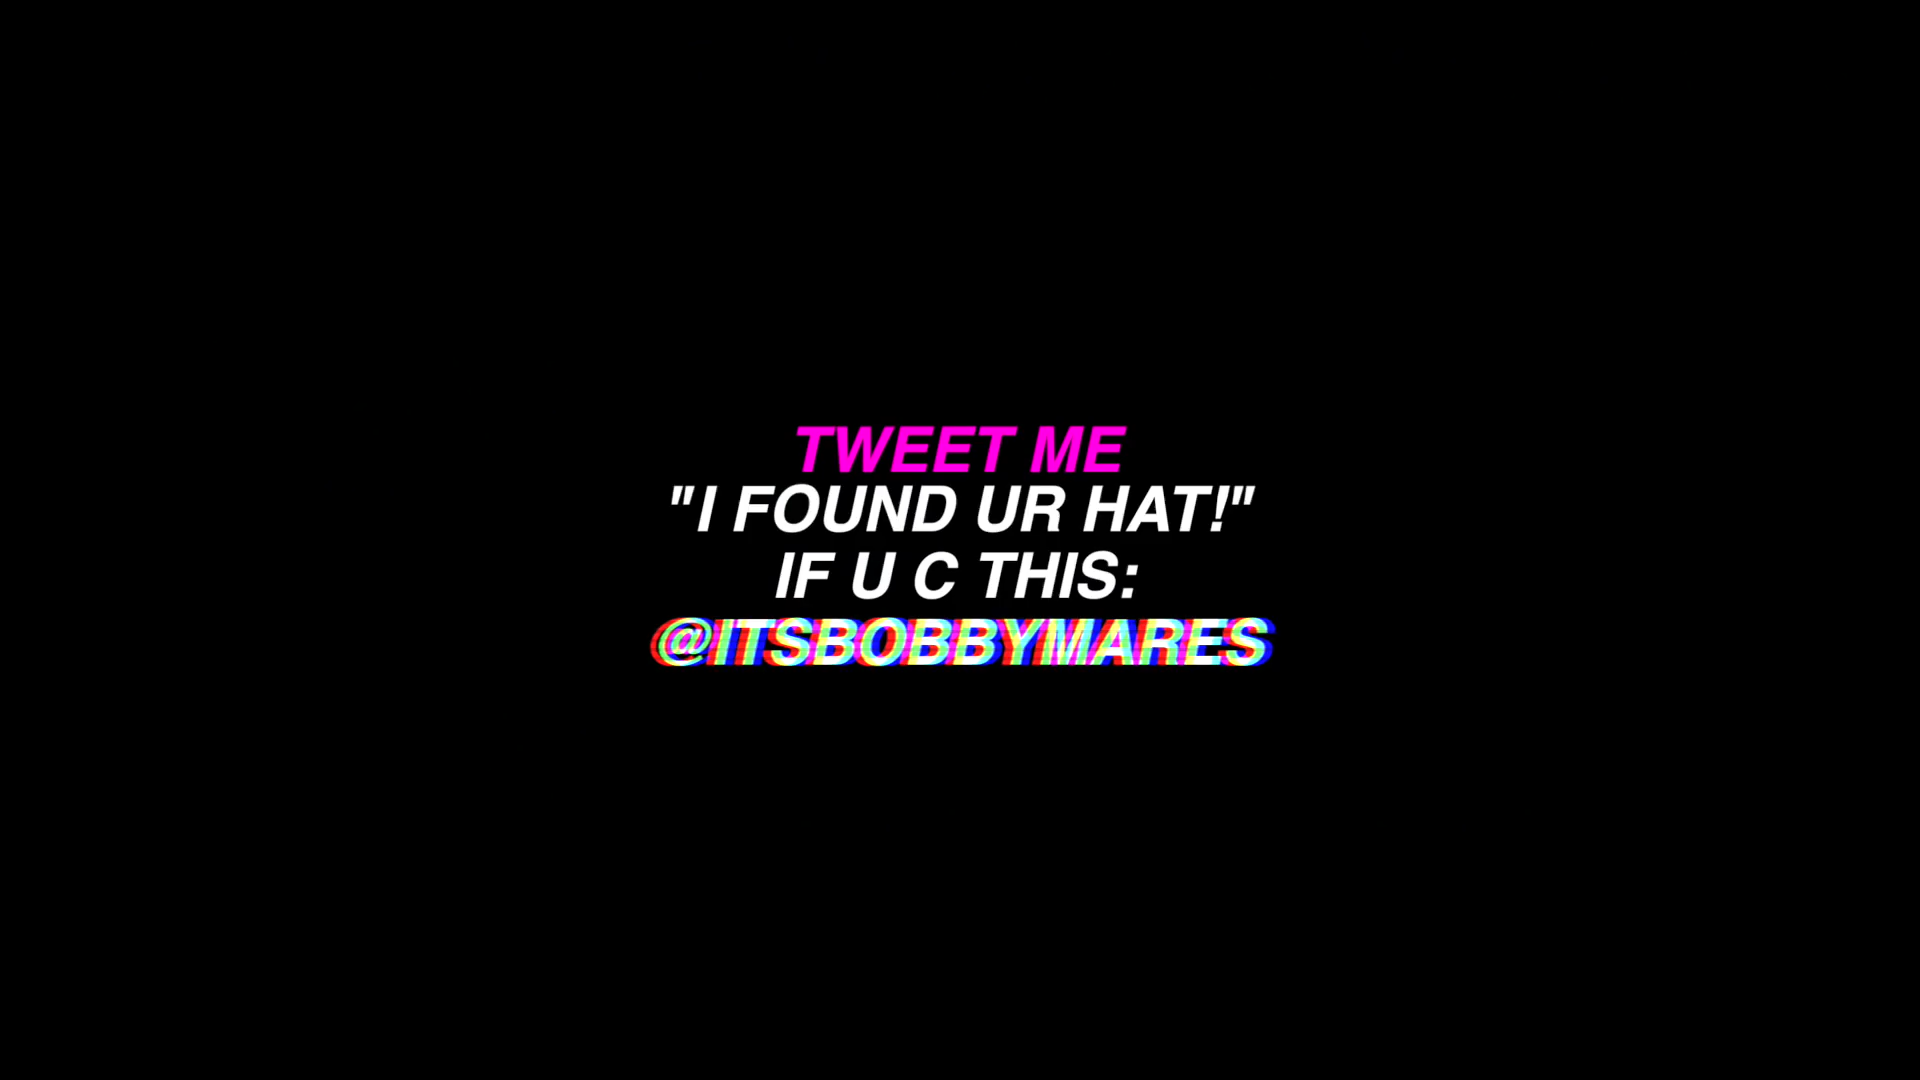 TWEET ME
"I FOUND UR HAT!"
IF U C THIS:
@ITSBOBBYMARES